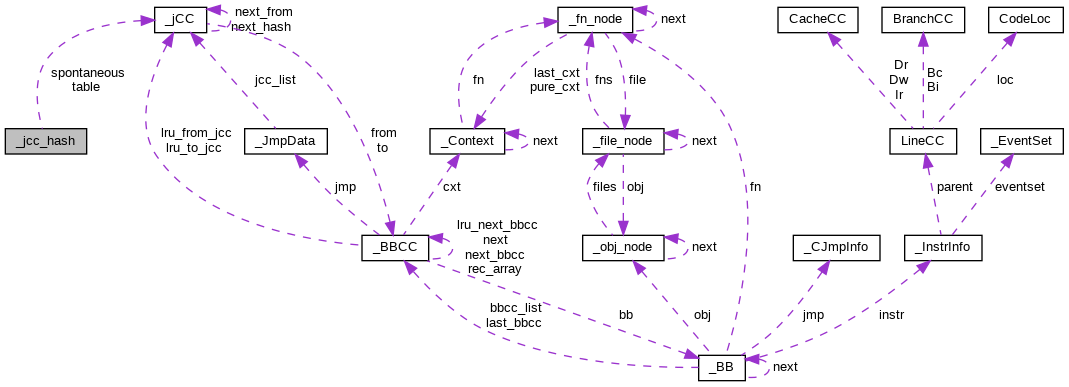 _jCC
next_from
next_hash
_fn_node
next
CacheCC
BranchCC
CodeLoc
spontaneous
table
jcc_list
fn
last_cxt
pure_cxt
fns
file
Dr
Dw
Ir
Bc
Bi
loc
_jcc_hash
lru_from_jcc
lru_to_jcc
_JmpData
from
to
_Context
next
_file_node
next
LineCC
_EventSet
jmp
cxt
files
obj
fn
parent
eventset
_BBCC
lru_next_bbcc
next
next_bbcc
rec_array
_obj_node
next
_CJmpInfo
_InstrInfo
bbcc_list
last_bbcc
bb
obj
jmp
instr
_BB
next